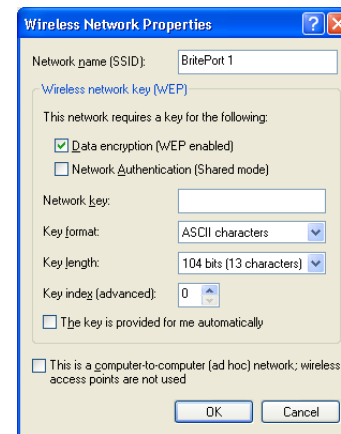 Wireless Network Properties
Network name (SSID): BritePort 1
Wireless network key (WEP)
This network requires a key for the following:
Data encryption (WEP enabled)
Network Authentication (Shared mode)
Network key:
Key format: ASCII characters
Key length: 104 bits (13 characters)
Key index (advanced): 0
The key is provided for me automatically
This is a computer-to-computer (ad hoc) network; wireless
access points are not used
OK Cancel